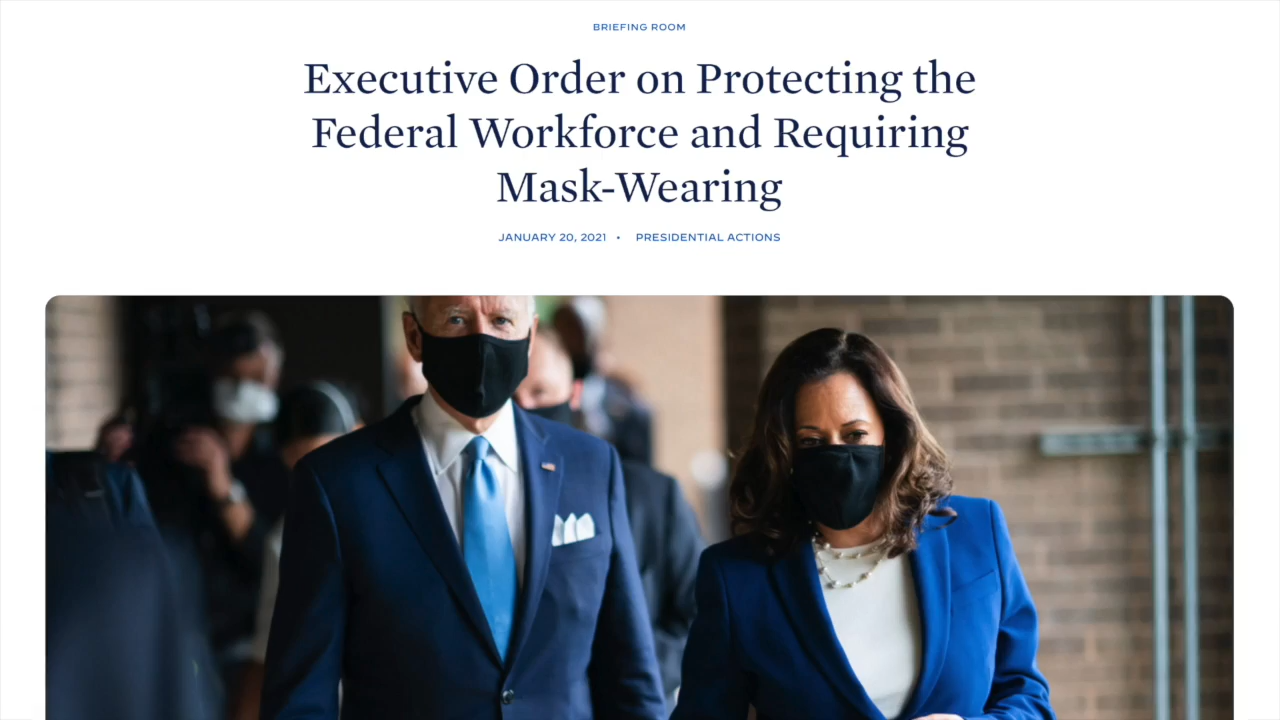 BRIEFING ROOM
Executive Order on Protecting the
Federal Workforce and Requiring
Mask-Wearing
JANUARY 20, 2021 • PRESIDENTIAL ACTIONS